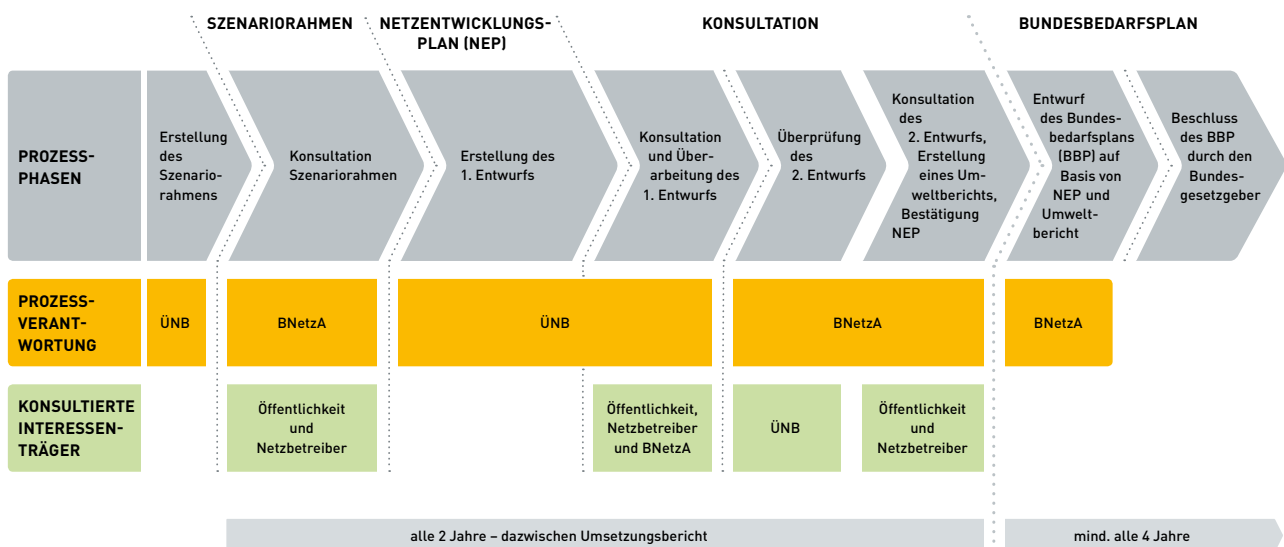 SZENARIORAHMEN
NETZENTWICKLUNGS-
PLAN (NEP)
KONSULTATION
BUNDESBEDARFSPLAN
PROZESS-
PHASEN
Erstellung
des
Szenario-
rahmens
Konsultation
Szenariorahmen
Erstellung des
1. Entwurfs
Konsultation
und Über-
arbeitung des
1. Entwurfs
Überprüfung
des
2. Entwurfs
Konsultation
des
2. Entwurfs,
Erstellung
eines Um-
weltberichts,
Bestätigung
NEP
Entwurf
des Bundes-
bedarfsplans
(BBP) auf
Basis von
NEP und
Umwelt-
bericht
Beschluss
des BBP
durch den
Bundes-
gesetzgeber
PROZESS-
VERANT-
WORTUNG
ÜNB
BNetzA
ÜNB
BNetzA
BNetzA
KONSULTIERTE
INTERESSEN-
TRÄGER
Öffentlichkeit
und
Netzbetreiber
Öffentlichkeit,
Netzbetreiber
und BNetzA
ÜNB
Öffentlichkeit
und
Netzbetreiber
alle 2 Jahre – dazwischen Umsetzungsbericht
mind. alle 4 Jahre